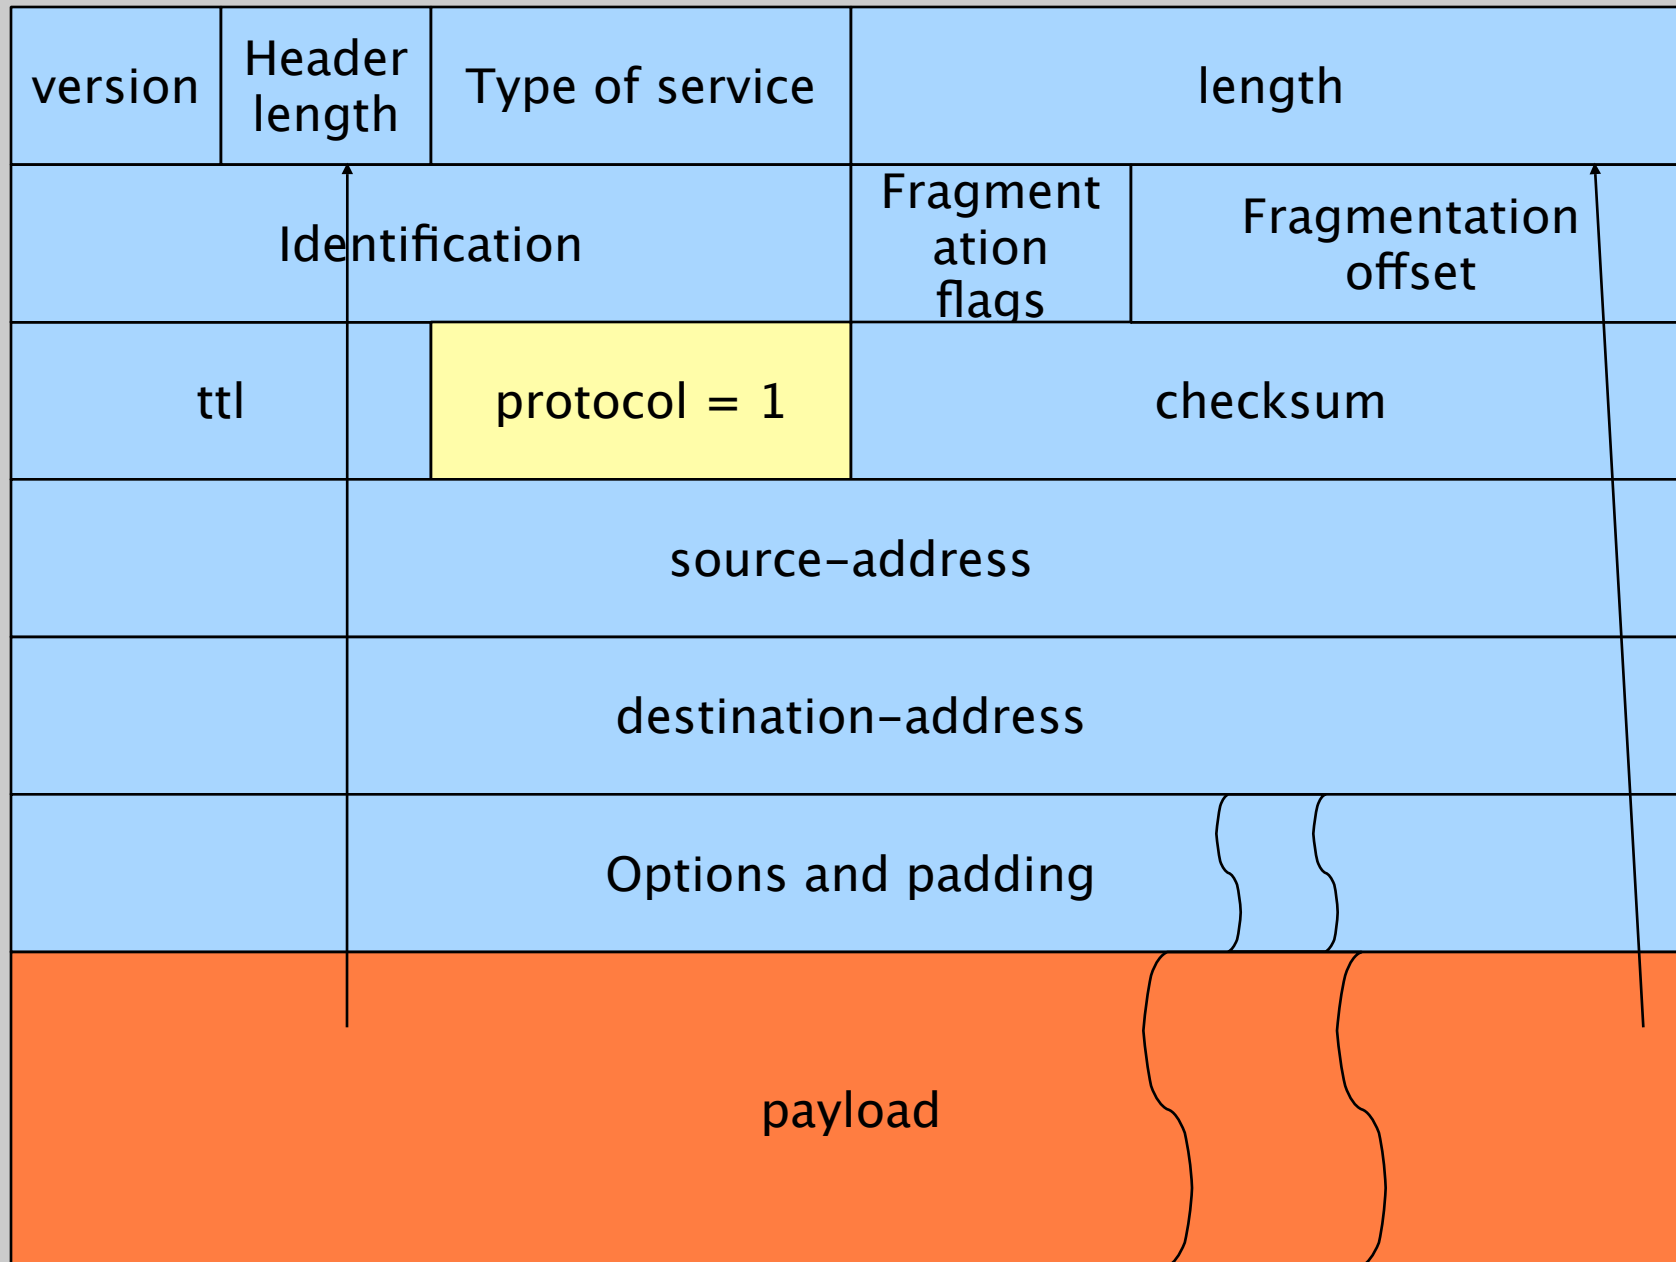 version
Header
length
Type of service
length
Identification
Fragment
ation
flags
Fragmentation
offset
ttl
protocol = 1
checksum
source-address
destination-address
Options and padding
payload